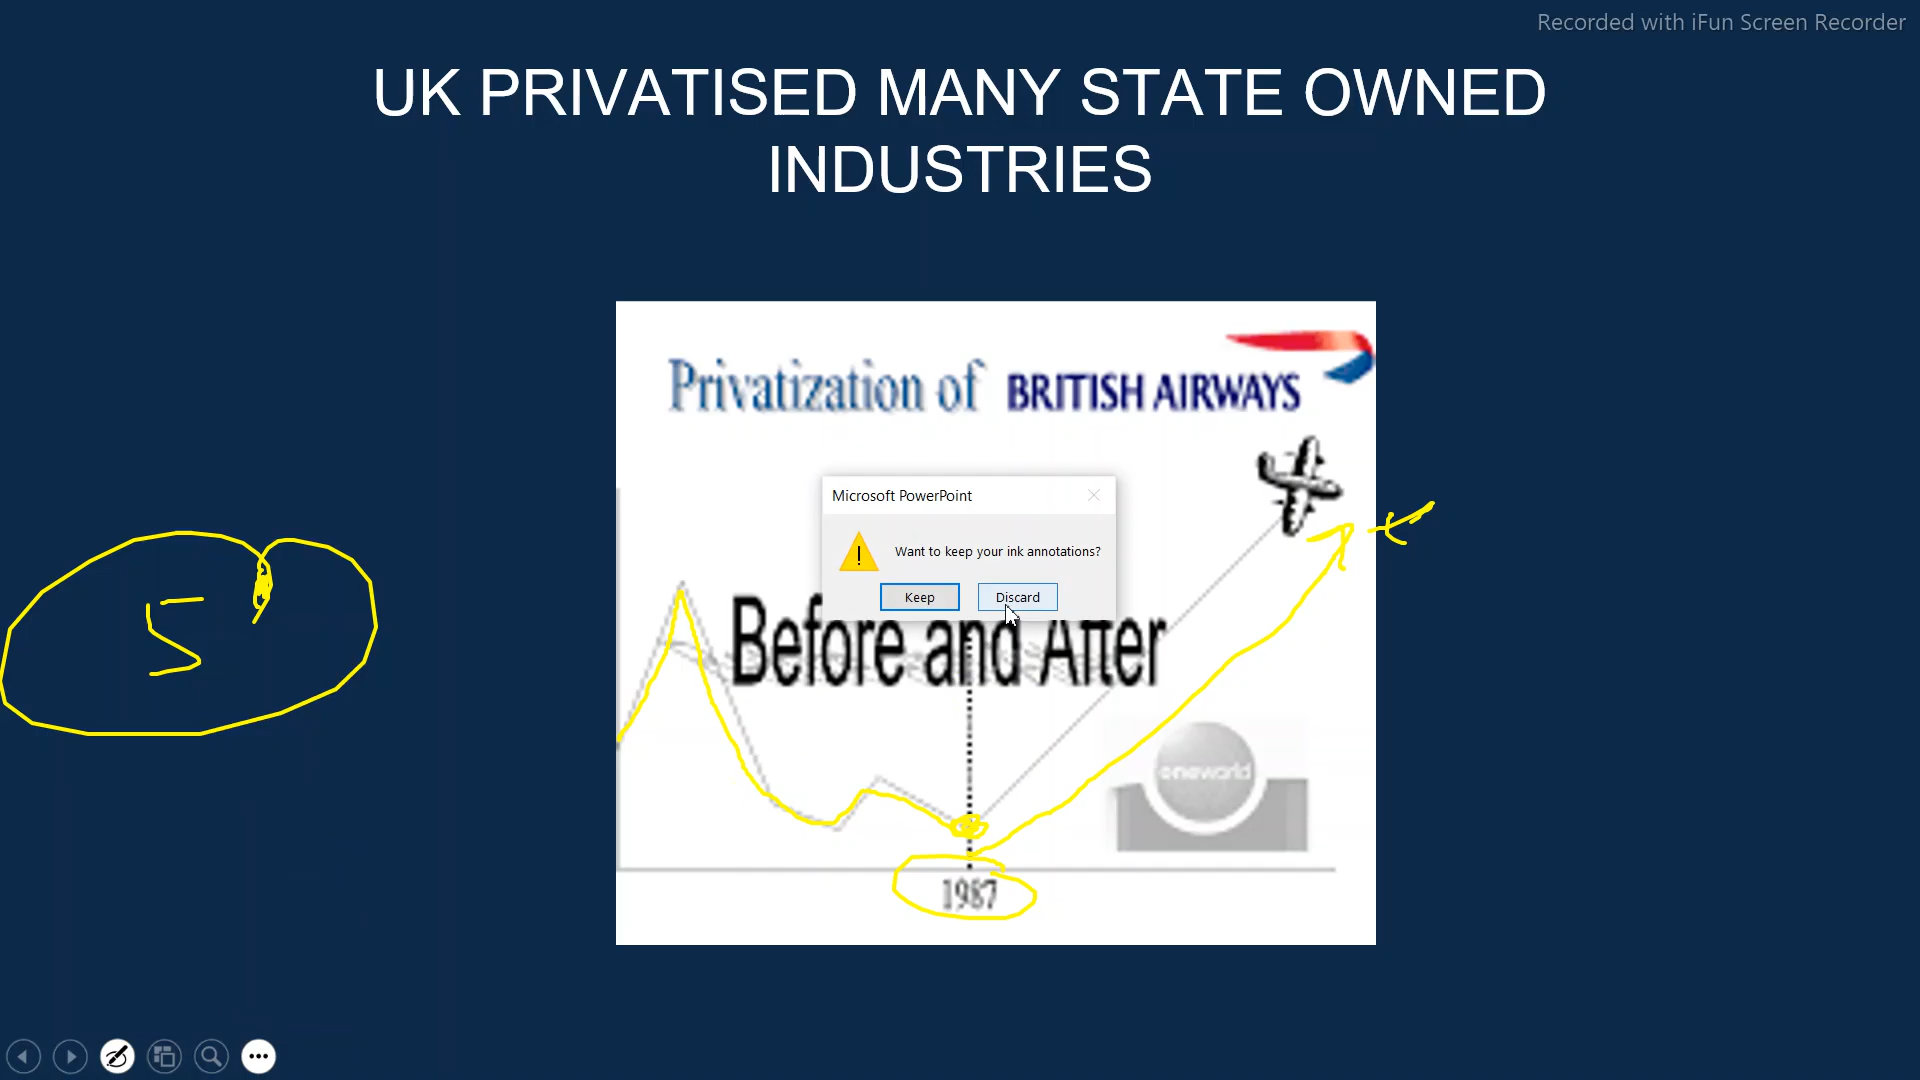 Recorded with iFun Screen Recorder
UK PRIVATISED MANY STATE OWNED
INDUSTRIES
Privatization of BRITISH AIRWAYS
Microsoft PowerPoint
Want to keep your ink annotations?
Keep Discard
Before and After
5
oneworld
1987